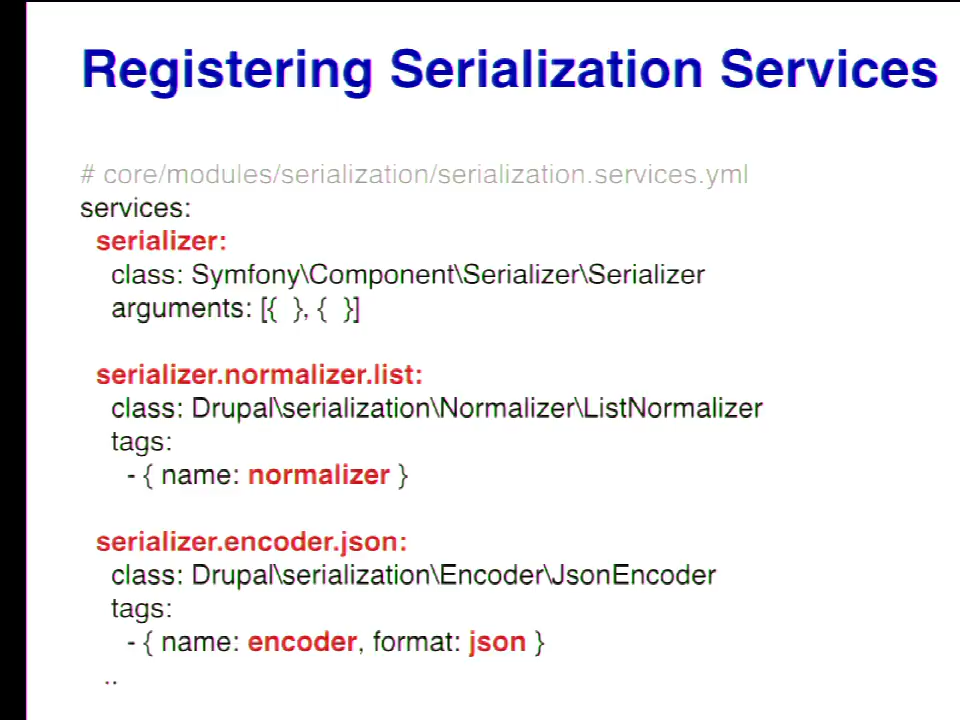 Registering Serialization Services
# core/modules/serialization/serialization.services.yml
services:
serializer:
class: Symfony\Component\Serializer\Serializer
arguments: [{ }, { }]
serializer.normalizer.list:
class: Drupal\serialization\Normalizer\ListNormalizer
tags:
- { name: normalizer }
serializer.encoder.json:
class: Drupal\serialization\Encoder\JsonEncoder
tags:
- { name: encoder, format: json }
..